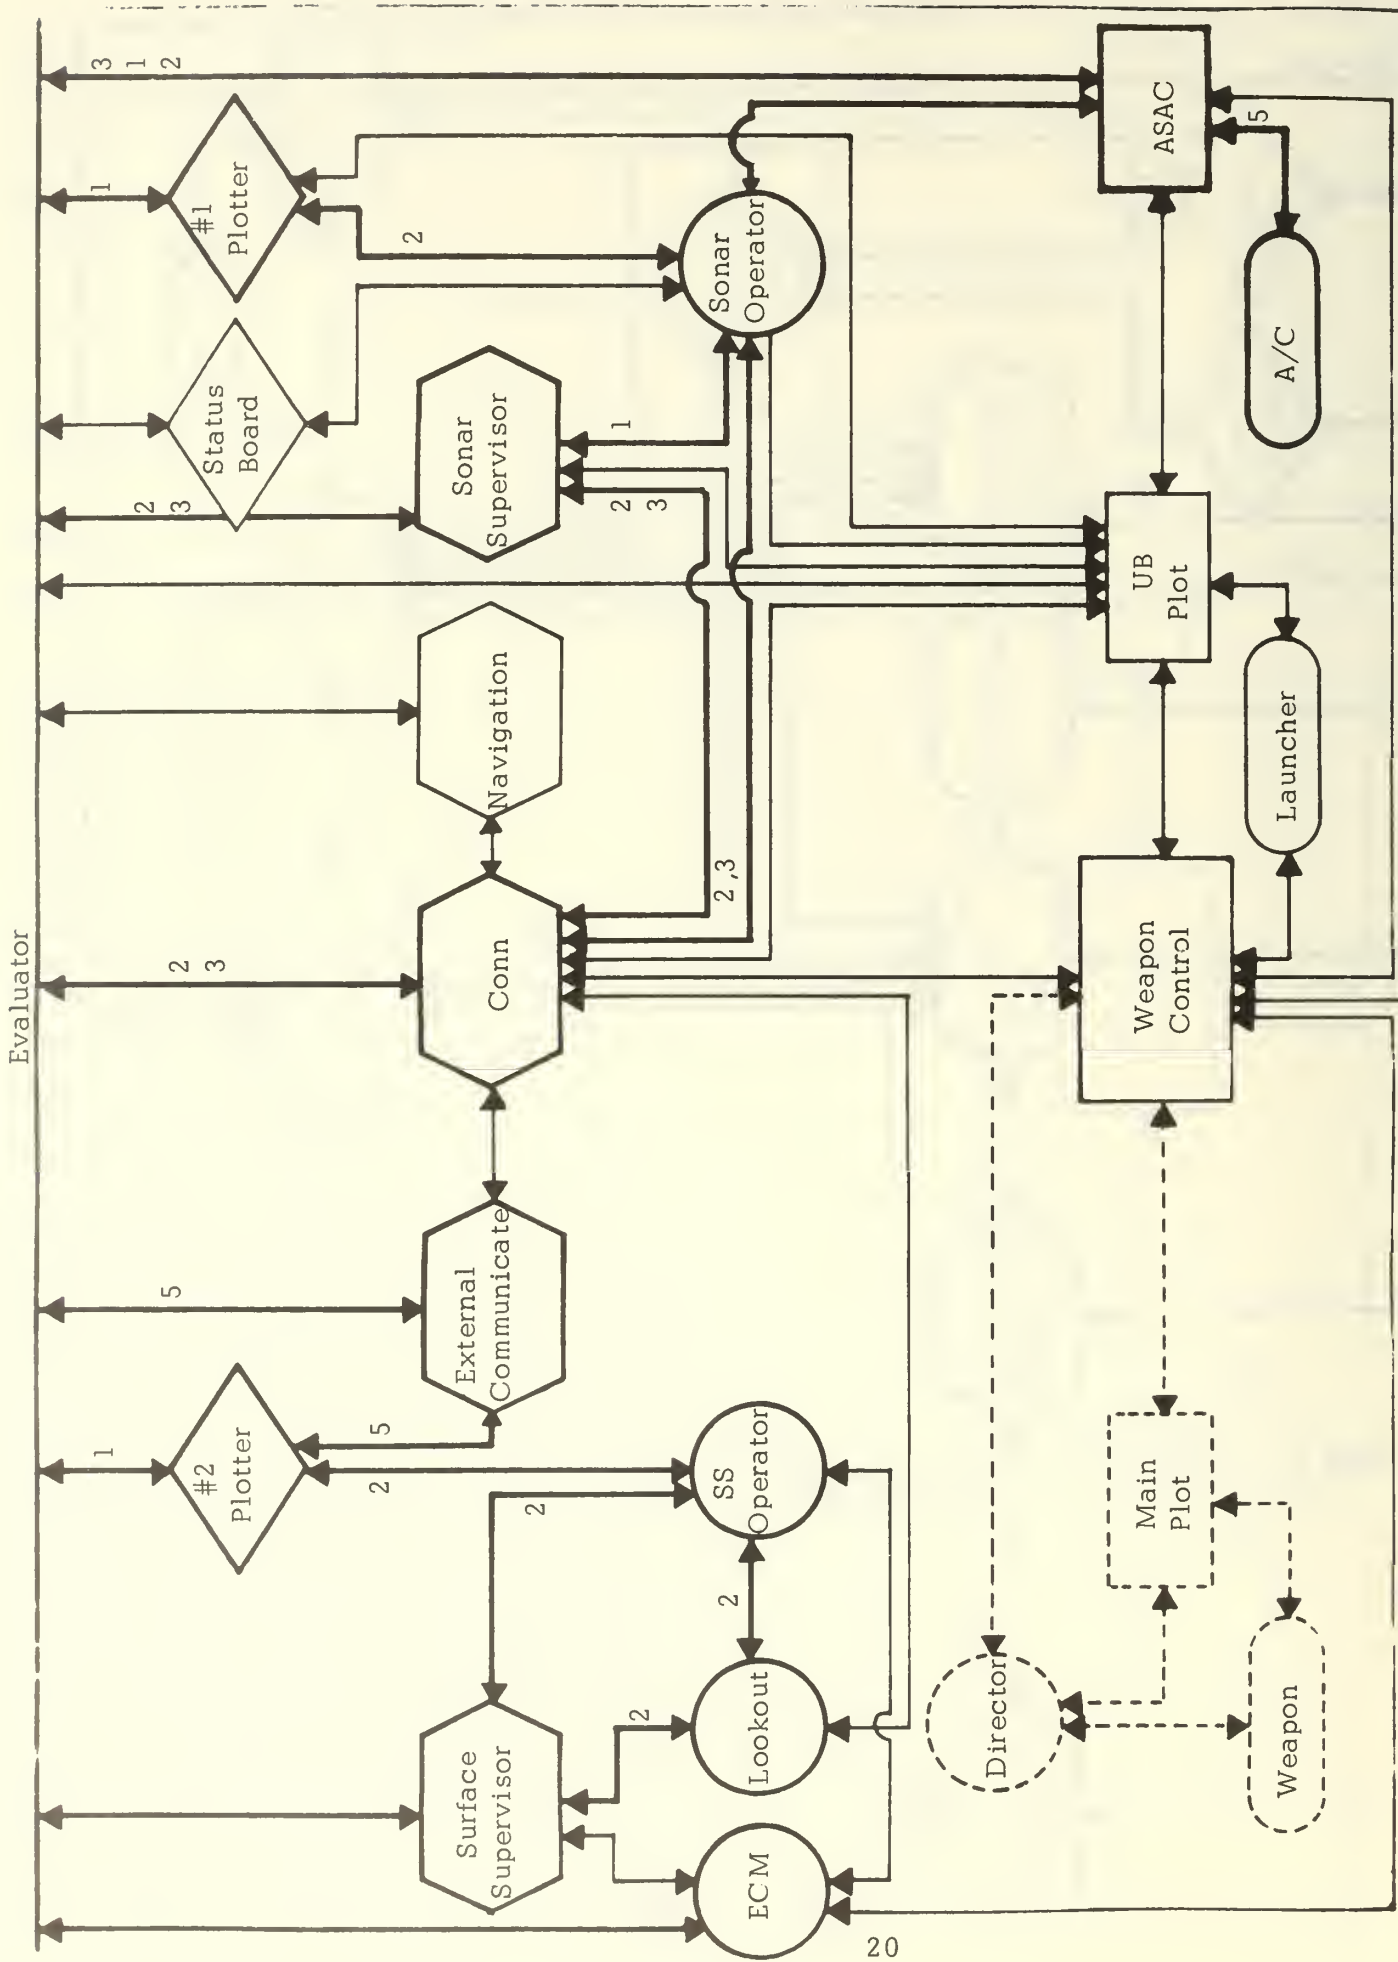 Evaluator
1
5
2
3
2
3
1
3
1
2
#2
Plotter
Status
Board
#1
Plotter
5
2
2
2
Surface
Supervisor
External
Communicate
Conn
Navigation
Sonar
Supervisor
1
2
3
2,3
2
2
ECM
Lookout
SS
Operator
Sonar
Operator
Director
Main
Plot
Weapon
Control
UB
Plot
ASAC
5
Weapon
Launcher
A/C
20